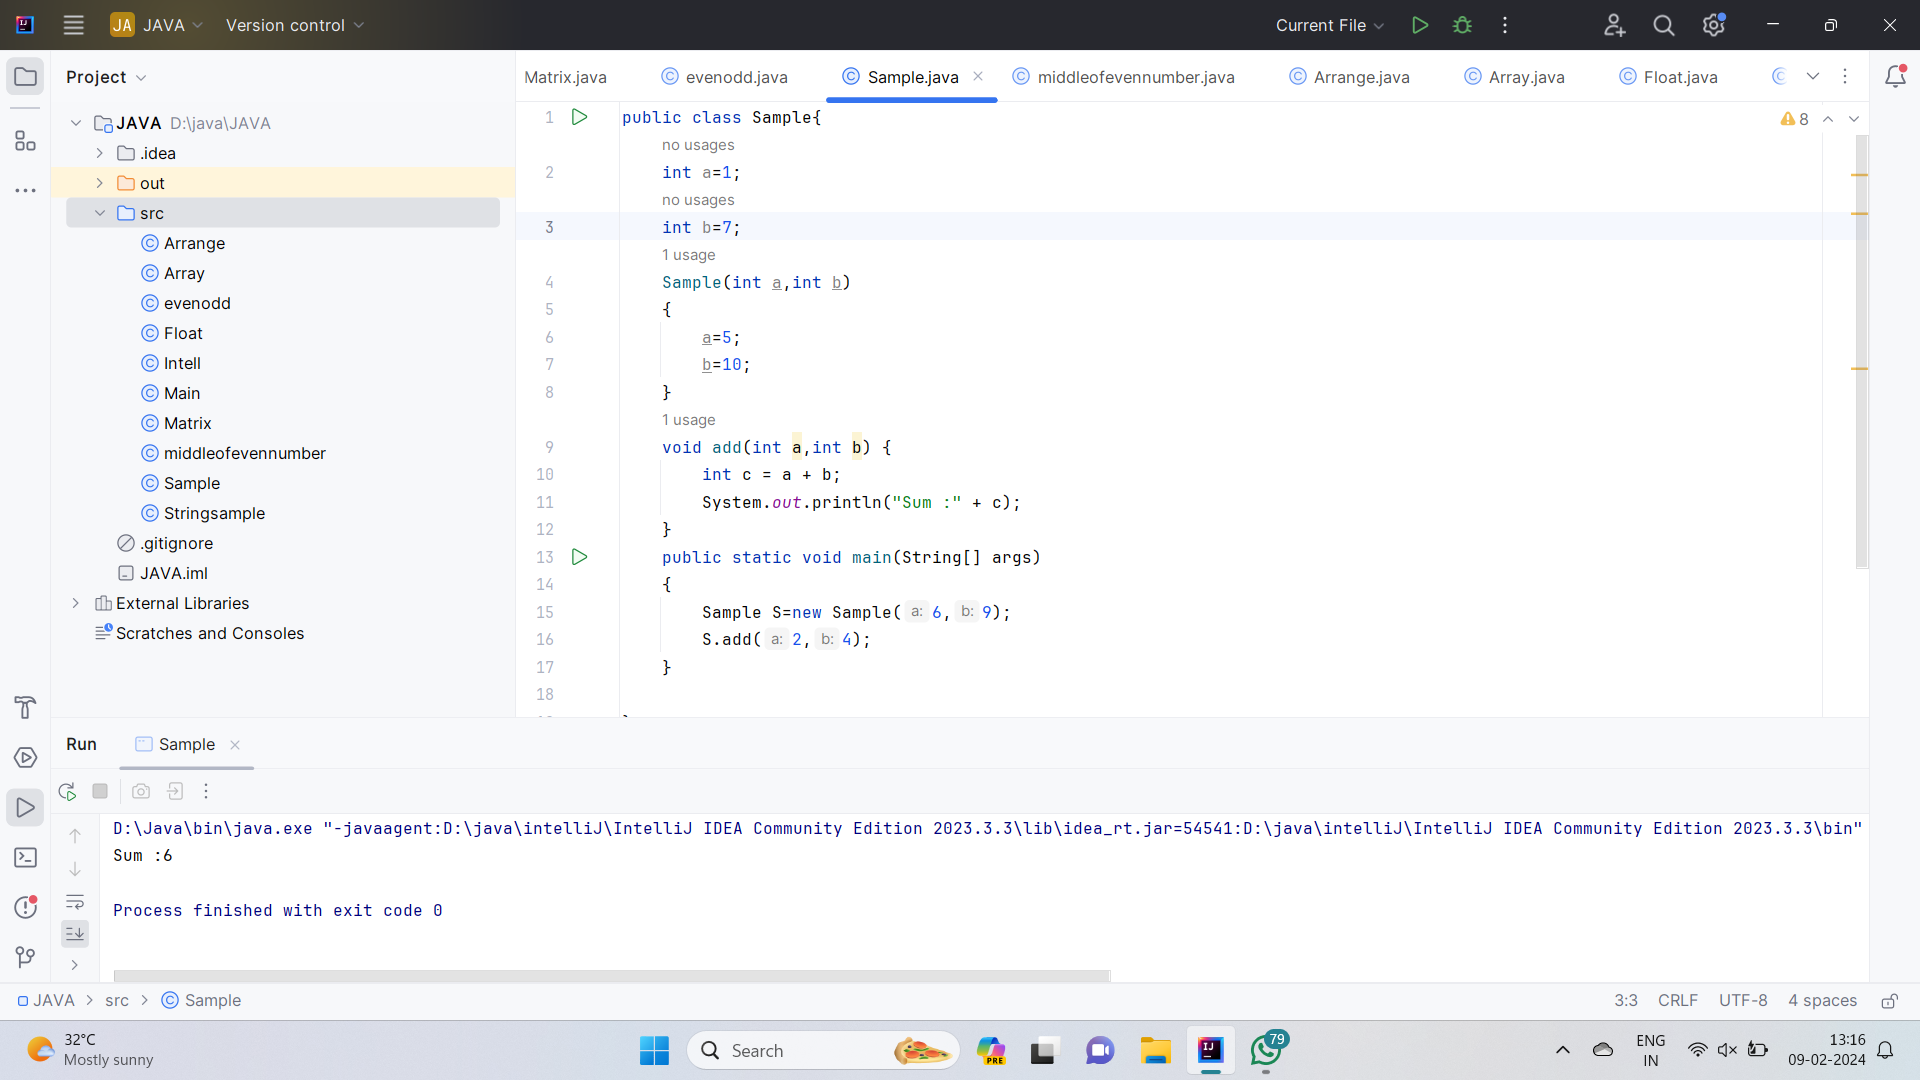 JA JAVA Version control Current File
Project
Matrix.java evenodd.java Sample.java middleofevennumber.java Arrange.java Array.java Float.java
JAVA D:\java\JAVA
.idea
out
src
Arrange
Array
evenodd
Float
Intell
Main
Matrix
middleofevennumber
Sample
Stringsample
.gitignore
JAVA.iml
External Libraries
Scratches and Consoles
8
1 public class Sample{
no usages
2 int a=1;
no usages
3 int b=7;
1 usage
4 Sample(int a,int b)
5 {
6 a=5;
7 b=10;
8 }
1 usage
9 void add(int a,int b) {
10 int c = a + b;
11 System.out.println("Sum :" + c);
12 }
13 public static void main(String[] args)
14 {
15 Sample S=new Sample( a: 6, b: 9);
16 S.add( a: 2, b: 4);
17 }
18
Run Sample
D:\Java\bin\java.exe "-javaagent:D:\java\intelliJ\IntelliJ IDEA Community Edition 2023.3.3\lib\idea_rt.jar=54541:D:\java\intelliJ\IntelliJ IDEA Community Edition 2023.3.3\bin"
Sum :6
Process finished with exit code 0
JAVA > src > Sample
3:3 CRLF UTF-8 4 spaces
32°C
Mostly sunny
Search
PRE
IJ
79
ENG
IN
13:16
09-02-2024